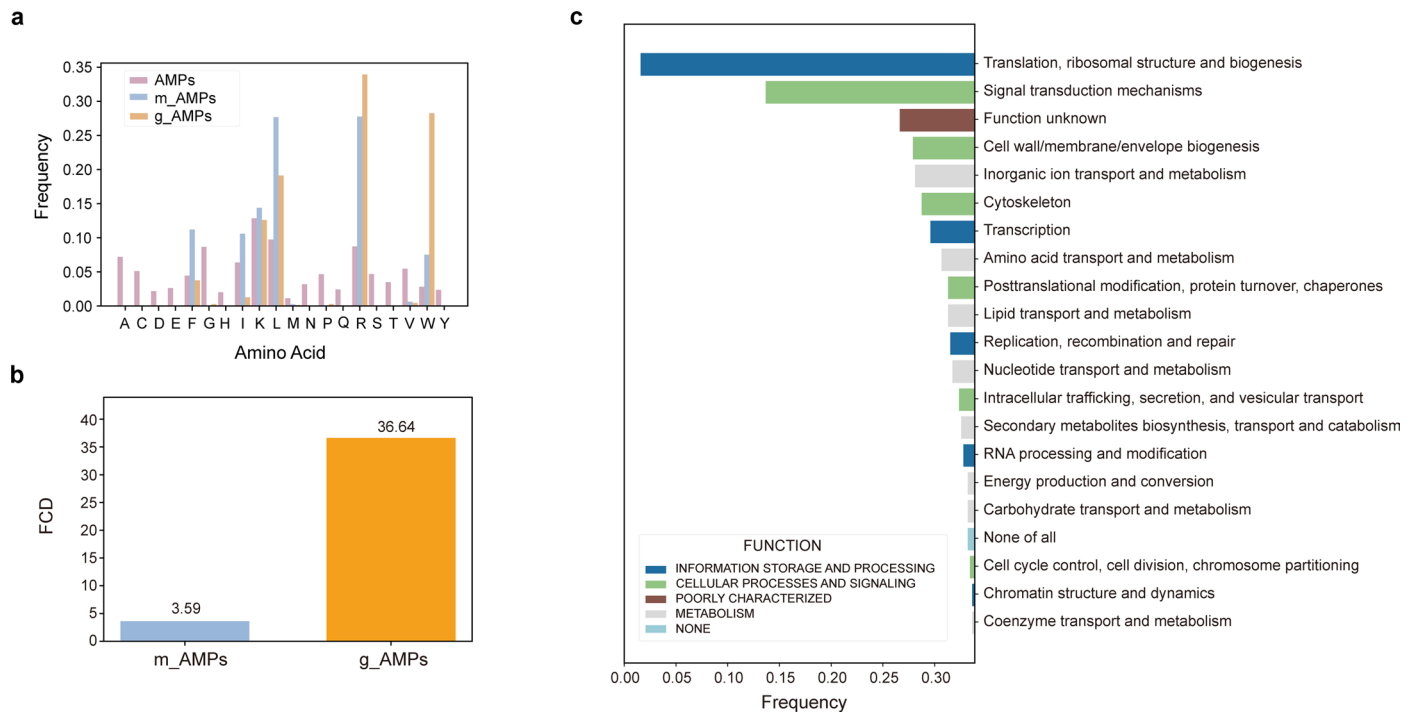 a
0.35
0.30
0.25
0.20
0.15
0.10
0.05
0.00
Frequency
AMPs
m_AMPs
g_AMPs
A C D E F G H I K L M N P Q R S T V W Y
Amino Acid
b
40
35
30
25
20
15
10
5
0
FCD
3.59
36.64
m_AMPs
g_AMPs
c
Translation, ribosomal structure and biogenesis
Signal transduction mechanisms
Function unknown
Cell wall/membrane/envelope biogenesis
Inorganic ion transport and metabolism
Cytoskeleton
Transcription
Amino acid transport and metabolism
Posttranslational modification, protein turnover, chaperones
Lipid transport and metabolism
Replication, recombination and repair
Nucleotide transport and metabolism
Intracellular trafficking, secretion, and vesicular transport
Secondary metabolites biosynthesis, transport and catabolism
RNA processing and modification
Energy production and conversion
Carbohydrate transport and metabolism
None of all
Cell cycle control, cell division, chromosome partitioning
Chromatin structure and dynamics
Coenzyme transport and metabolism
FUNCTION
INFORMATION STORAGE AND PROCESSING
CELLULAR PROCESSES AND SIGNALING
POORLY CHARACTERIZED
METABOLISM
NONE
0.00 0.05 0.10 0.15 0.20 0.25 0.30
Frequency